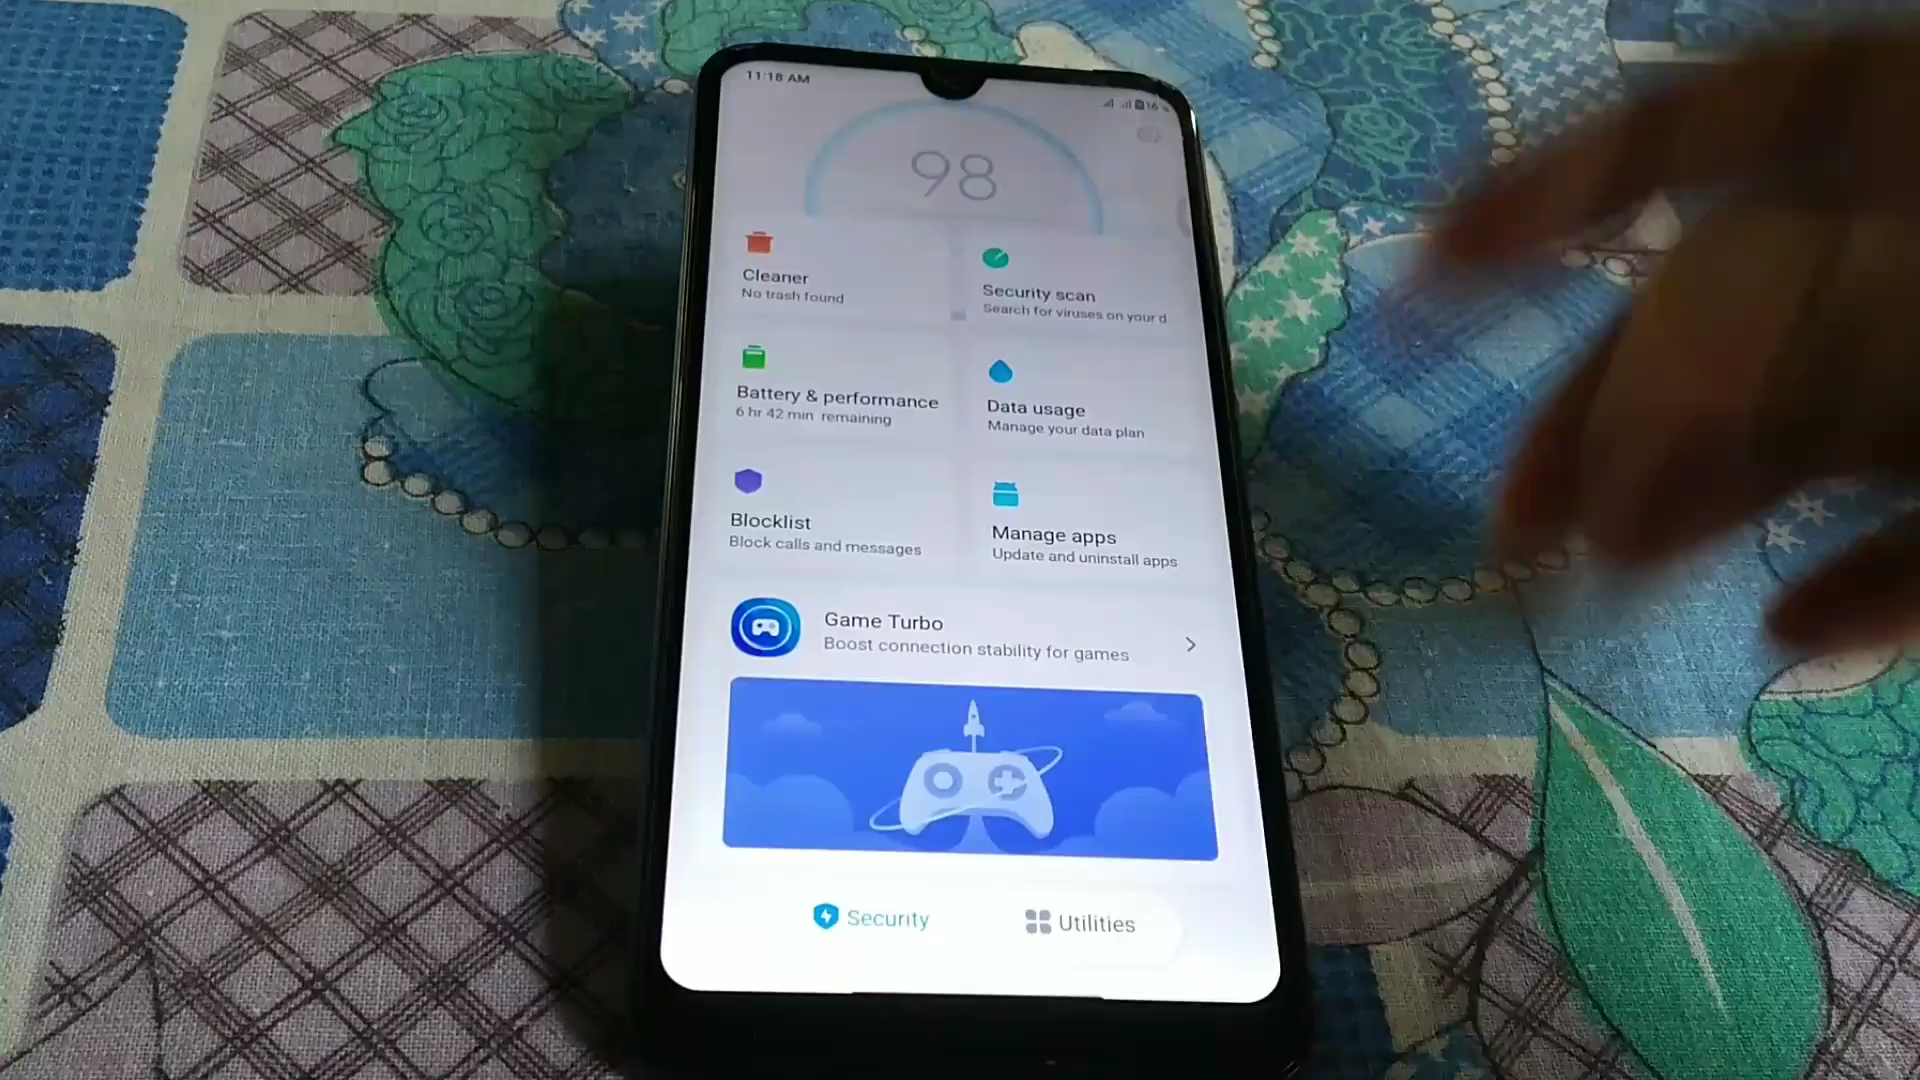 11:18 AM
16
98
Cleaner
No trash found
Security scan
Search for viruses on your d
Battery & performance
6 hr 42 min remaining
Data usage
Manage your data plan
Blocklist
Block calls and messages
Manage apps
Update and uninstall apps
Game Turbo
Boost connection stability for games
Security
Utilities